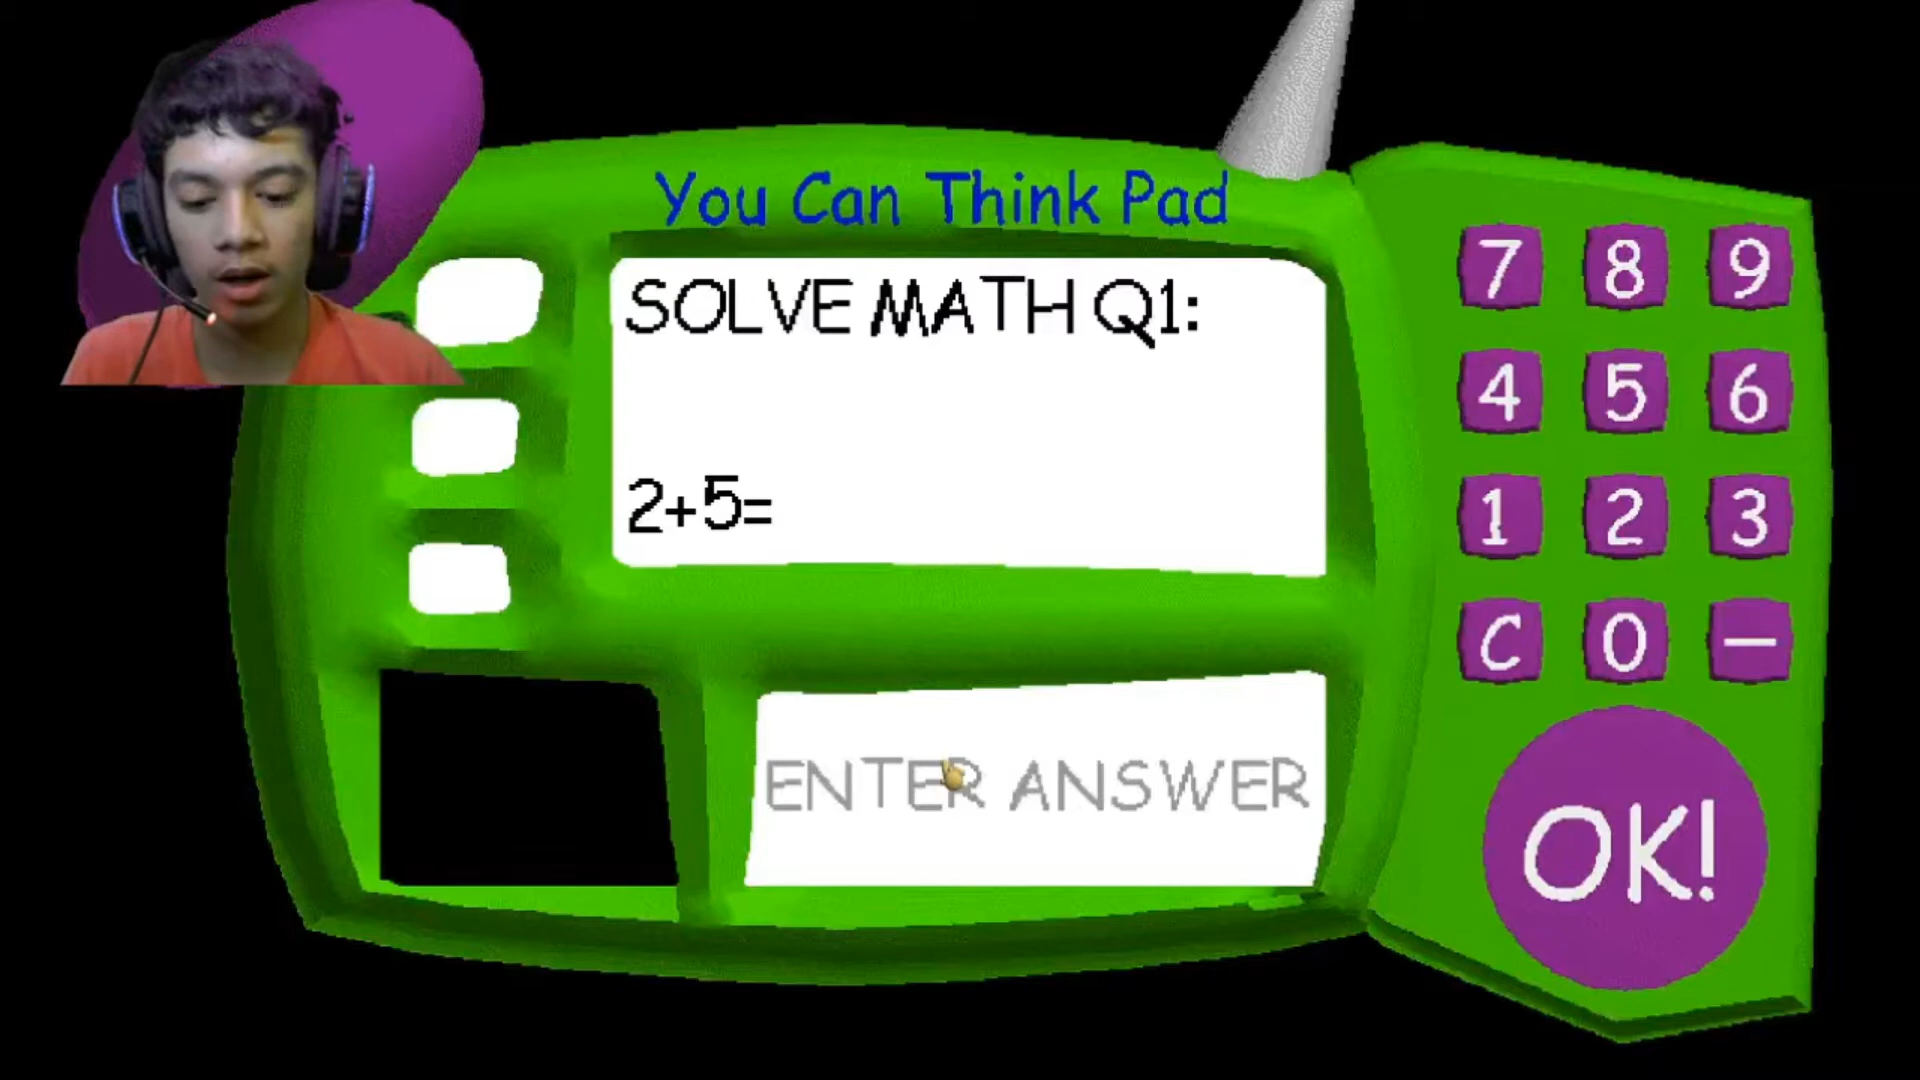 You Can Think Pad
SOLVE MATH Q1:
2+5=
ENTER ANSWER
7 8 9
4 5 6
1 2 3
C 0 —
OK!